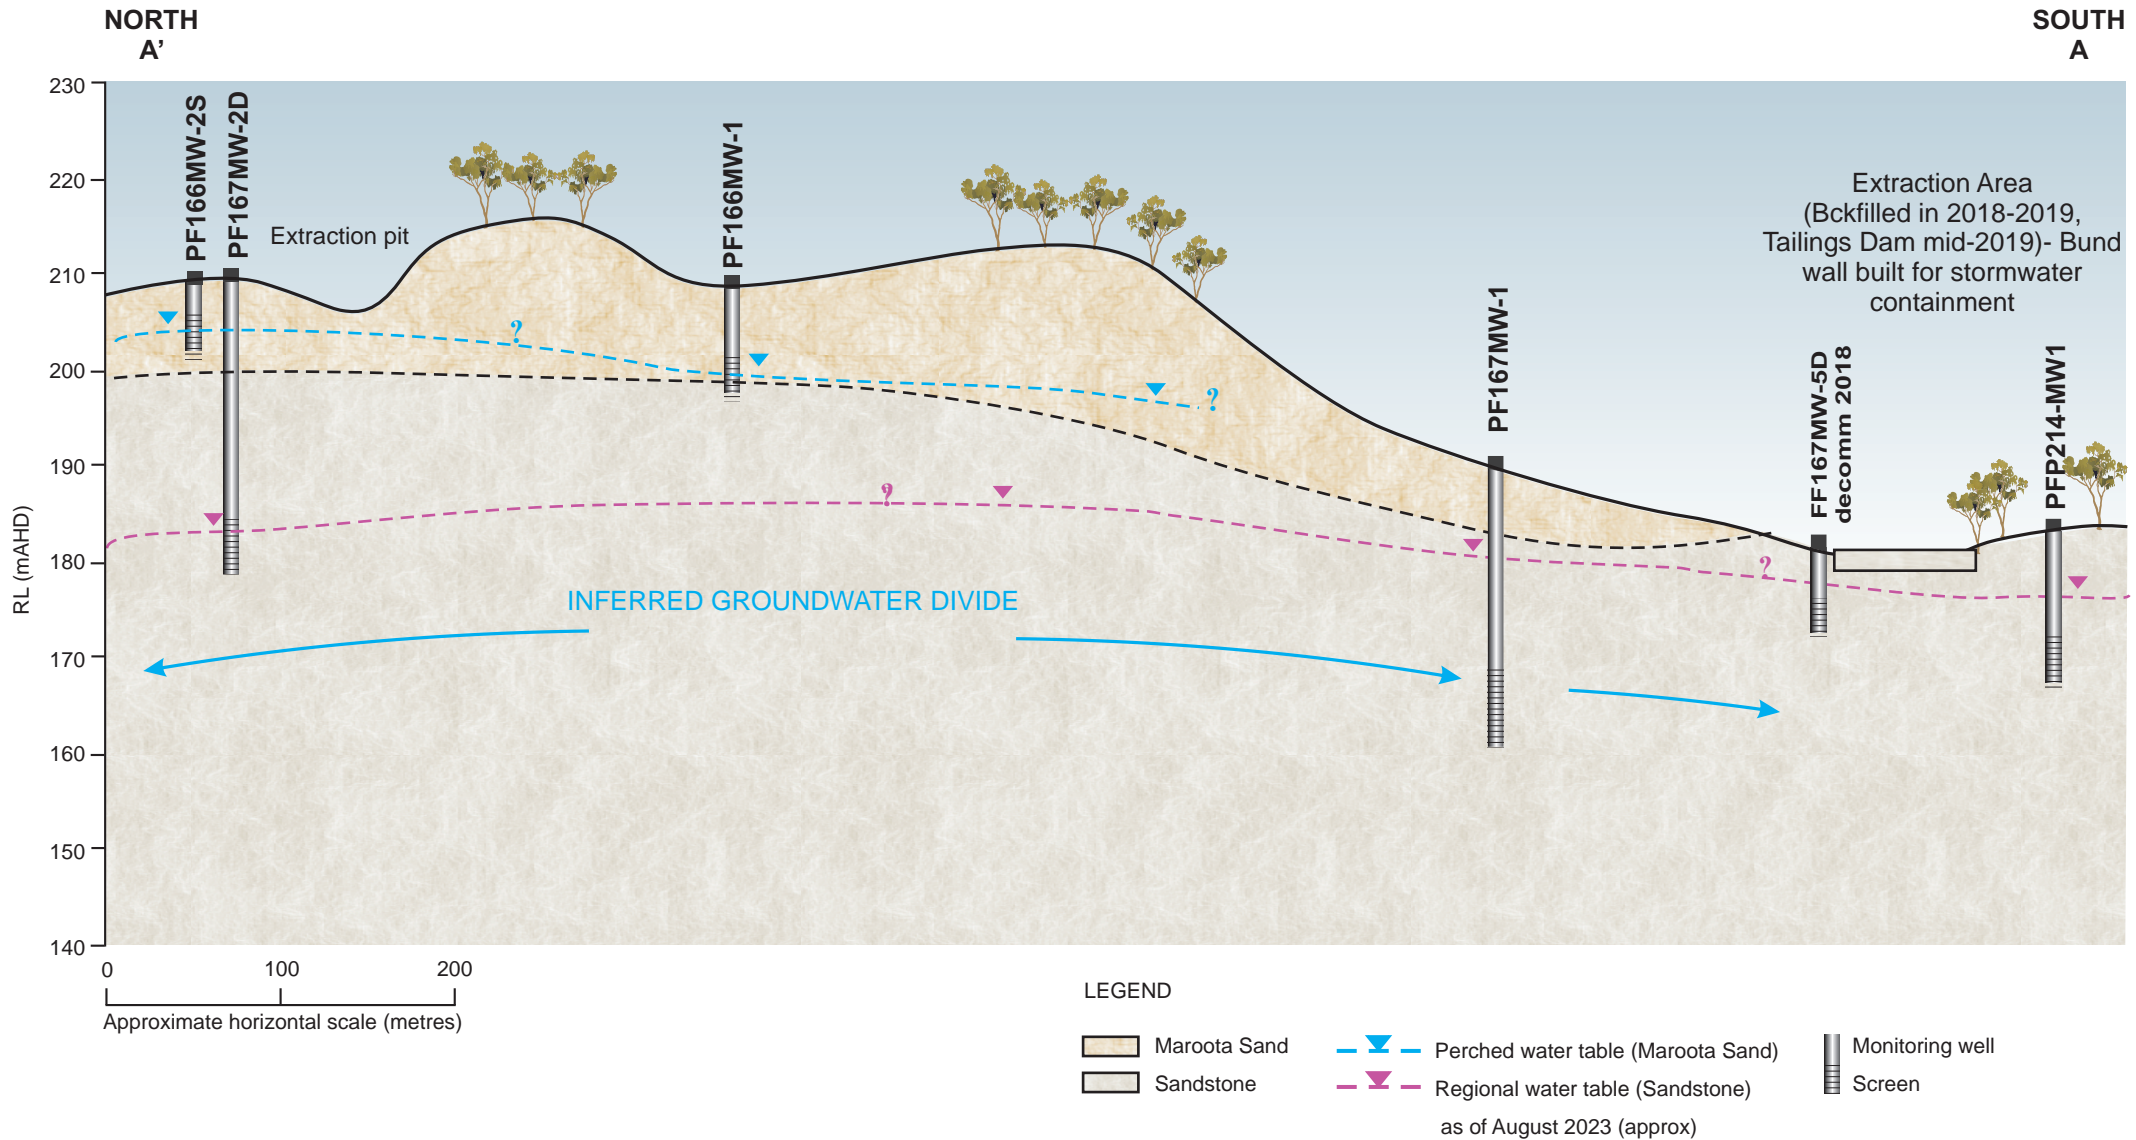 NORTH
A'
SOUTH
A
230
220
210
200
190
180
170
160
150
140
RL (mAHD)
PF166MW-2S
PF167MW-2D
Extraction pit
PF166MW-1
PF167MW-1
Extraction Area
(Bckfilled in 2018-2019,
Tailings Dam mid-2019)- Bund
wall built for stormwater
containment
FF167MW-5D
decomm 2018
PFP214-MW1
?
?
?
?
INFERRED GROUNDWATER DIVIDE
0 100 200
Approximate horizontal scale (metres)
LEGEND
Maroota Sand
Sandstone
Perched water table (Maroota Sand)
Regional water table (Sandstone)
as of August 2023 (approx)
Monitoring well
Screen